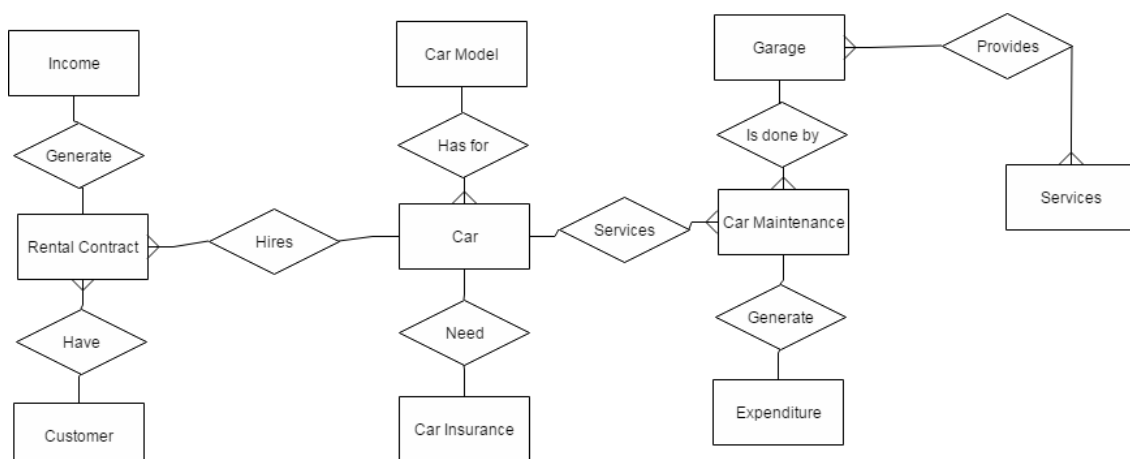 Income
Car Model
Garage
Provides
Generate
Has for
Is done by
Services
Rental Contract
Hires
Car
Services
Car Maintenance
Have
Need
Generate
Customer
Car Insurance
Expenditure